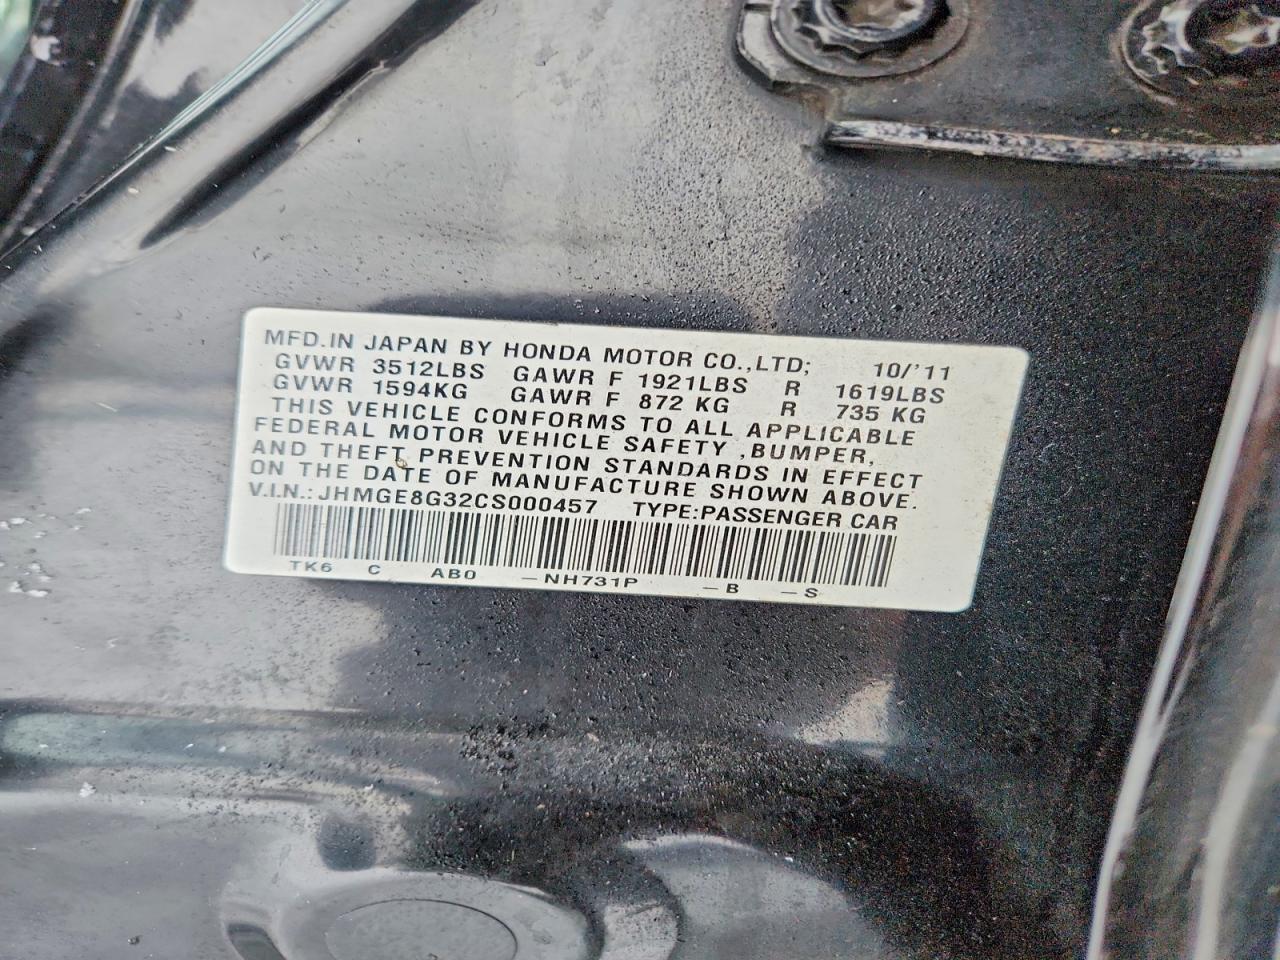 MFD.IN JAPAN BY HONDA MOTOR CO.,LTD; 10/'11
GVWR 3512LBS GAWR F 1921LBS R 1619LBS
GVWR 1594KG GAWR F 872 KG R 735 KG
THIS VEHICLE CONFORMS TO ALL APPLICABLE
FEDERAL MOTOR VEHICLE SAFETY ,BUMPER,
AND THEFT PREVENTION STANDARDS IN EFFECT
ON THE DATE OF MANUFACTURE SHOWN ABOVE.
V.I.N.: JHMGE8G32CS000457 TYPE:PASSENGER CAR
TK6 C AB0 –NH731P –B –S